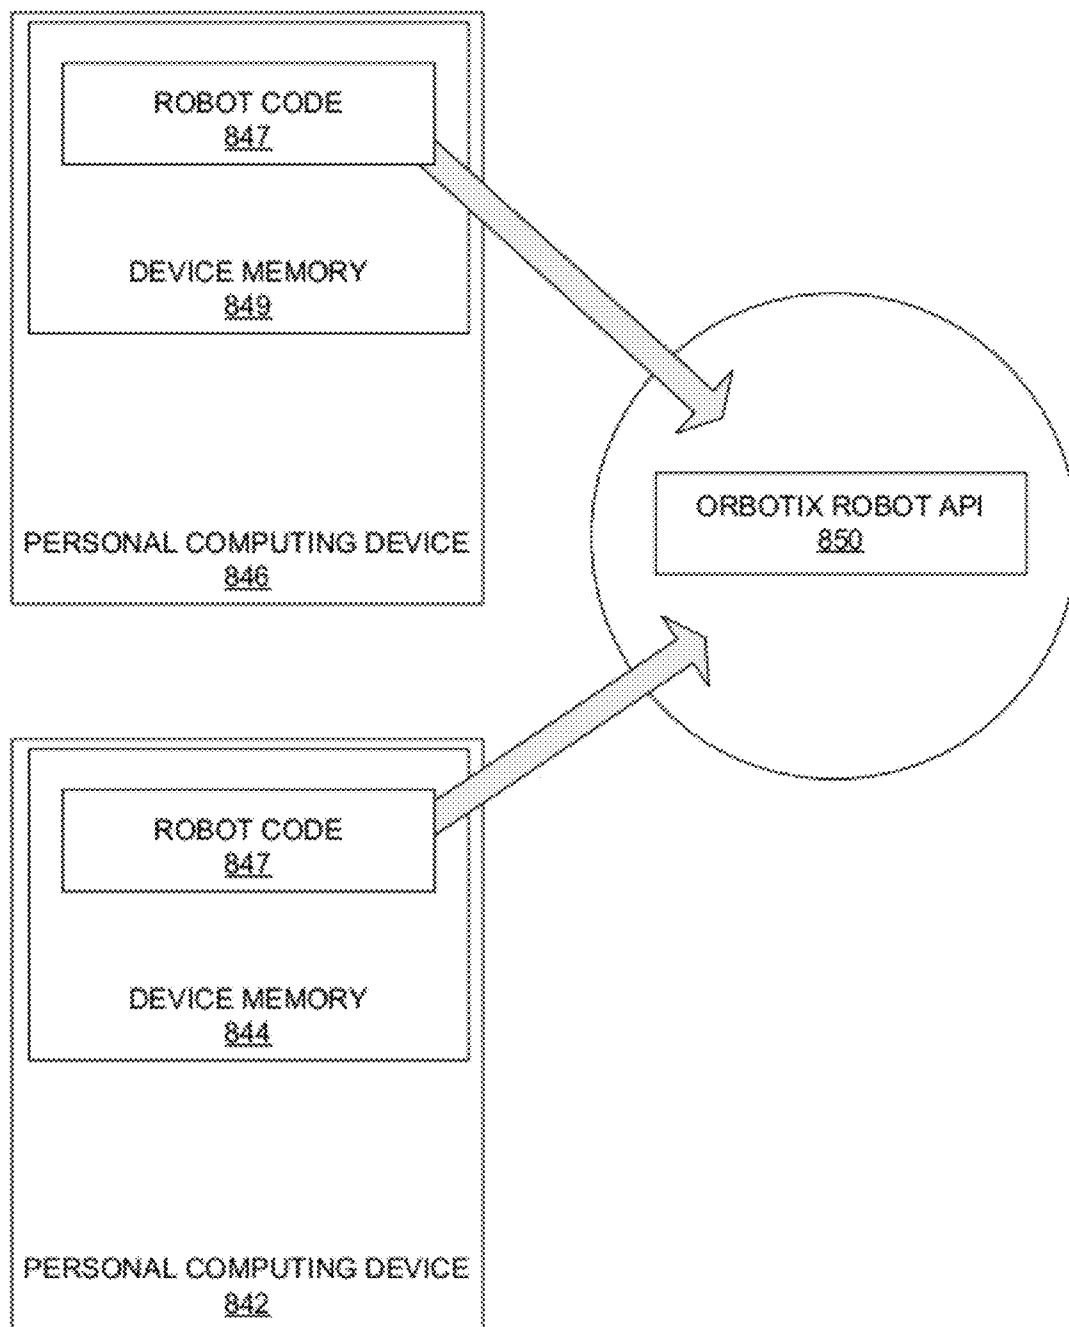 ROBOT CODE
847
DEVICE MEMORY
849
PERSONAL COMPUTING DEVICE
846
ORBOTIX ROBOT API
850
ROBOT CODE
847
DEVICE MEMORY
844
PERSONAL COMPUTING DEVICE
842